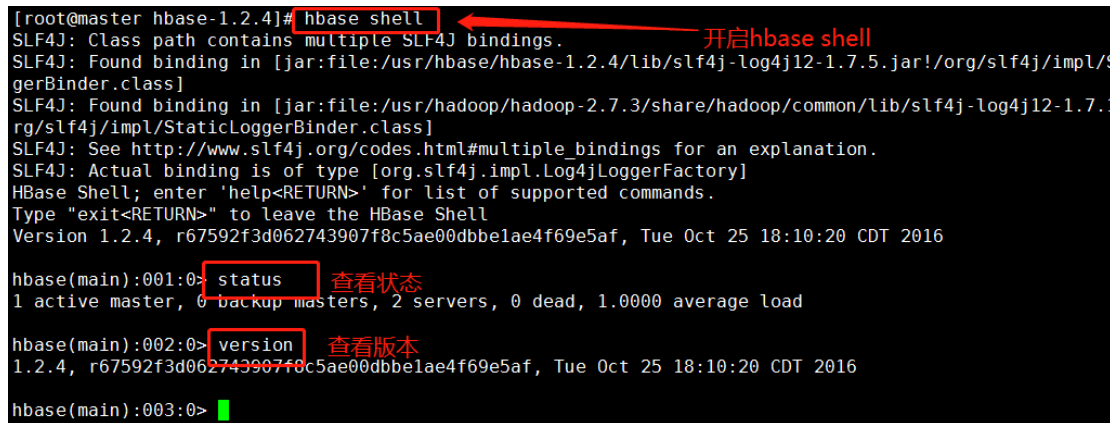 [root@master hbase-1.2.4]# hbase shell
开启hbase shell
SLF4J: Class path contains multiple SLF4J bindings.
SLF4J: Found binding in [jar:file:/usr/hbase/hbase-1.2.4/lib/slf4j-log4j12-1.7.5.jar!/org/slf4j/impl/S
gerBinder.class]
SLF4J: Found binding in [jar:file:/usr/hadoop/hadoop-2.7.3/share/hadoop/common/lib/slf4j-log4j12-1.7.1
rg/slf4j/impl/StaticLoggerBinder.class]
SLF4J: See http://www.slf4j.org/codes.html#multiple_bindings for an explanation.
SLF4J: Actual binding is of type [org.slf4j.impl.Log4jLoggerFactory]
HBase Shell; enter 'help<RETURN>' for list of supported commands.
Type "exit<RETURN>" to leave the HBase Shell
Version 1.2.4, r67592f3d062743907f8c5ae00dbbe1ae4f69e5af, Tue Oct 25 18:10:20 CDT 2016
hbase(main):001:0> status 查看状态
1 active master, 0 backup masters, 2 servers, 0 dead, 1.0000 average load
hbase(main):002:0> version 查看版本
1.2.4, r67592f3d062743907f8c5ae00dbbe1ae4f69e5af, Tue Oct 25 18:10:20 CDT 2016
hbase(main):003:0>